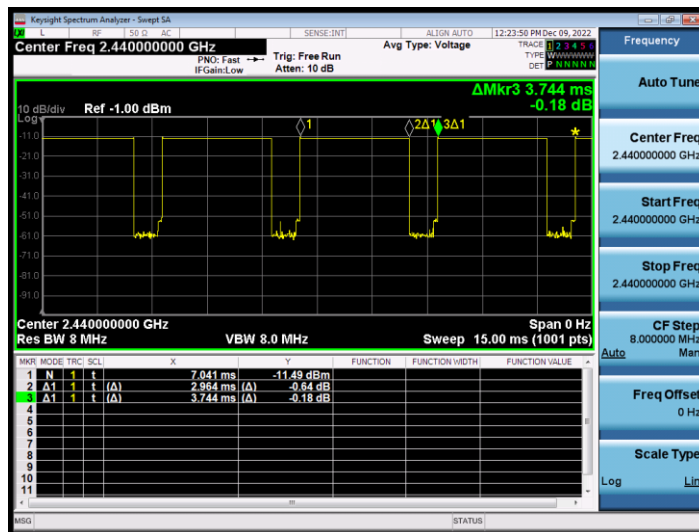 Keysight Spectrum Analyzer - Swept SA
L RF 50 Ω AC SENSE:INT ALIGN AUTO 12:23:50 PM Dec 09, 2022
Center Freq 2.440000000 GHz
Avg Type: Voltage
TRACE 1 2 3 4 5 6
TYPE W
DET P N N N N N
PNO: Fast
IFGain:Low
Trig: Free Run
Atten: 10 dB
ΔMkr3 3.744 ms
-0.18 dB
10 dB/div
Log
Ref -1.00 dBm
1
2Δ1
3Δ1
-11.0
-21.0
-31.0
-41.0
-51.0
-61.0
-71.0
-81.0
-91.0
Center 2.440000000 GHz Span 0 Hz
Res BW 8 MHz VBW 8.0 MHz Sweep 15.00 ms (1001 pts)
MKR MODE TRC SCL X Y FUNCTION FUNCTION WIDTH FUNCTION VALUE
1 N 1 t 7.041 ms -11.49 dBm
2 Δ1 1 t (Δ) 2.964 ms (Δ) -0.64 dB
3 Δ1 1 t (Δ) 3.744 ms (Δ) -0.18 dB
4
5
6
7
8
9
10
11
MSG STATUS
Frequency
Auto Tune
Center Freq
2.440000000 GHz
Start Freq
2.440000000 GHz
Stop Freq
2.440000000 GHz
CF Step
8.000000 MHz
Auto Man
Freq Offset
0 Hz
Scale Type
Log Lin